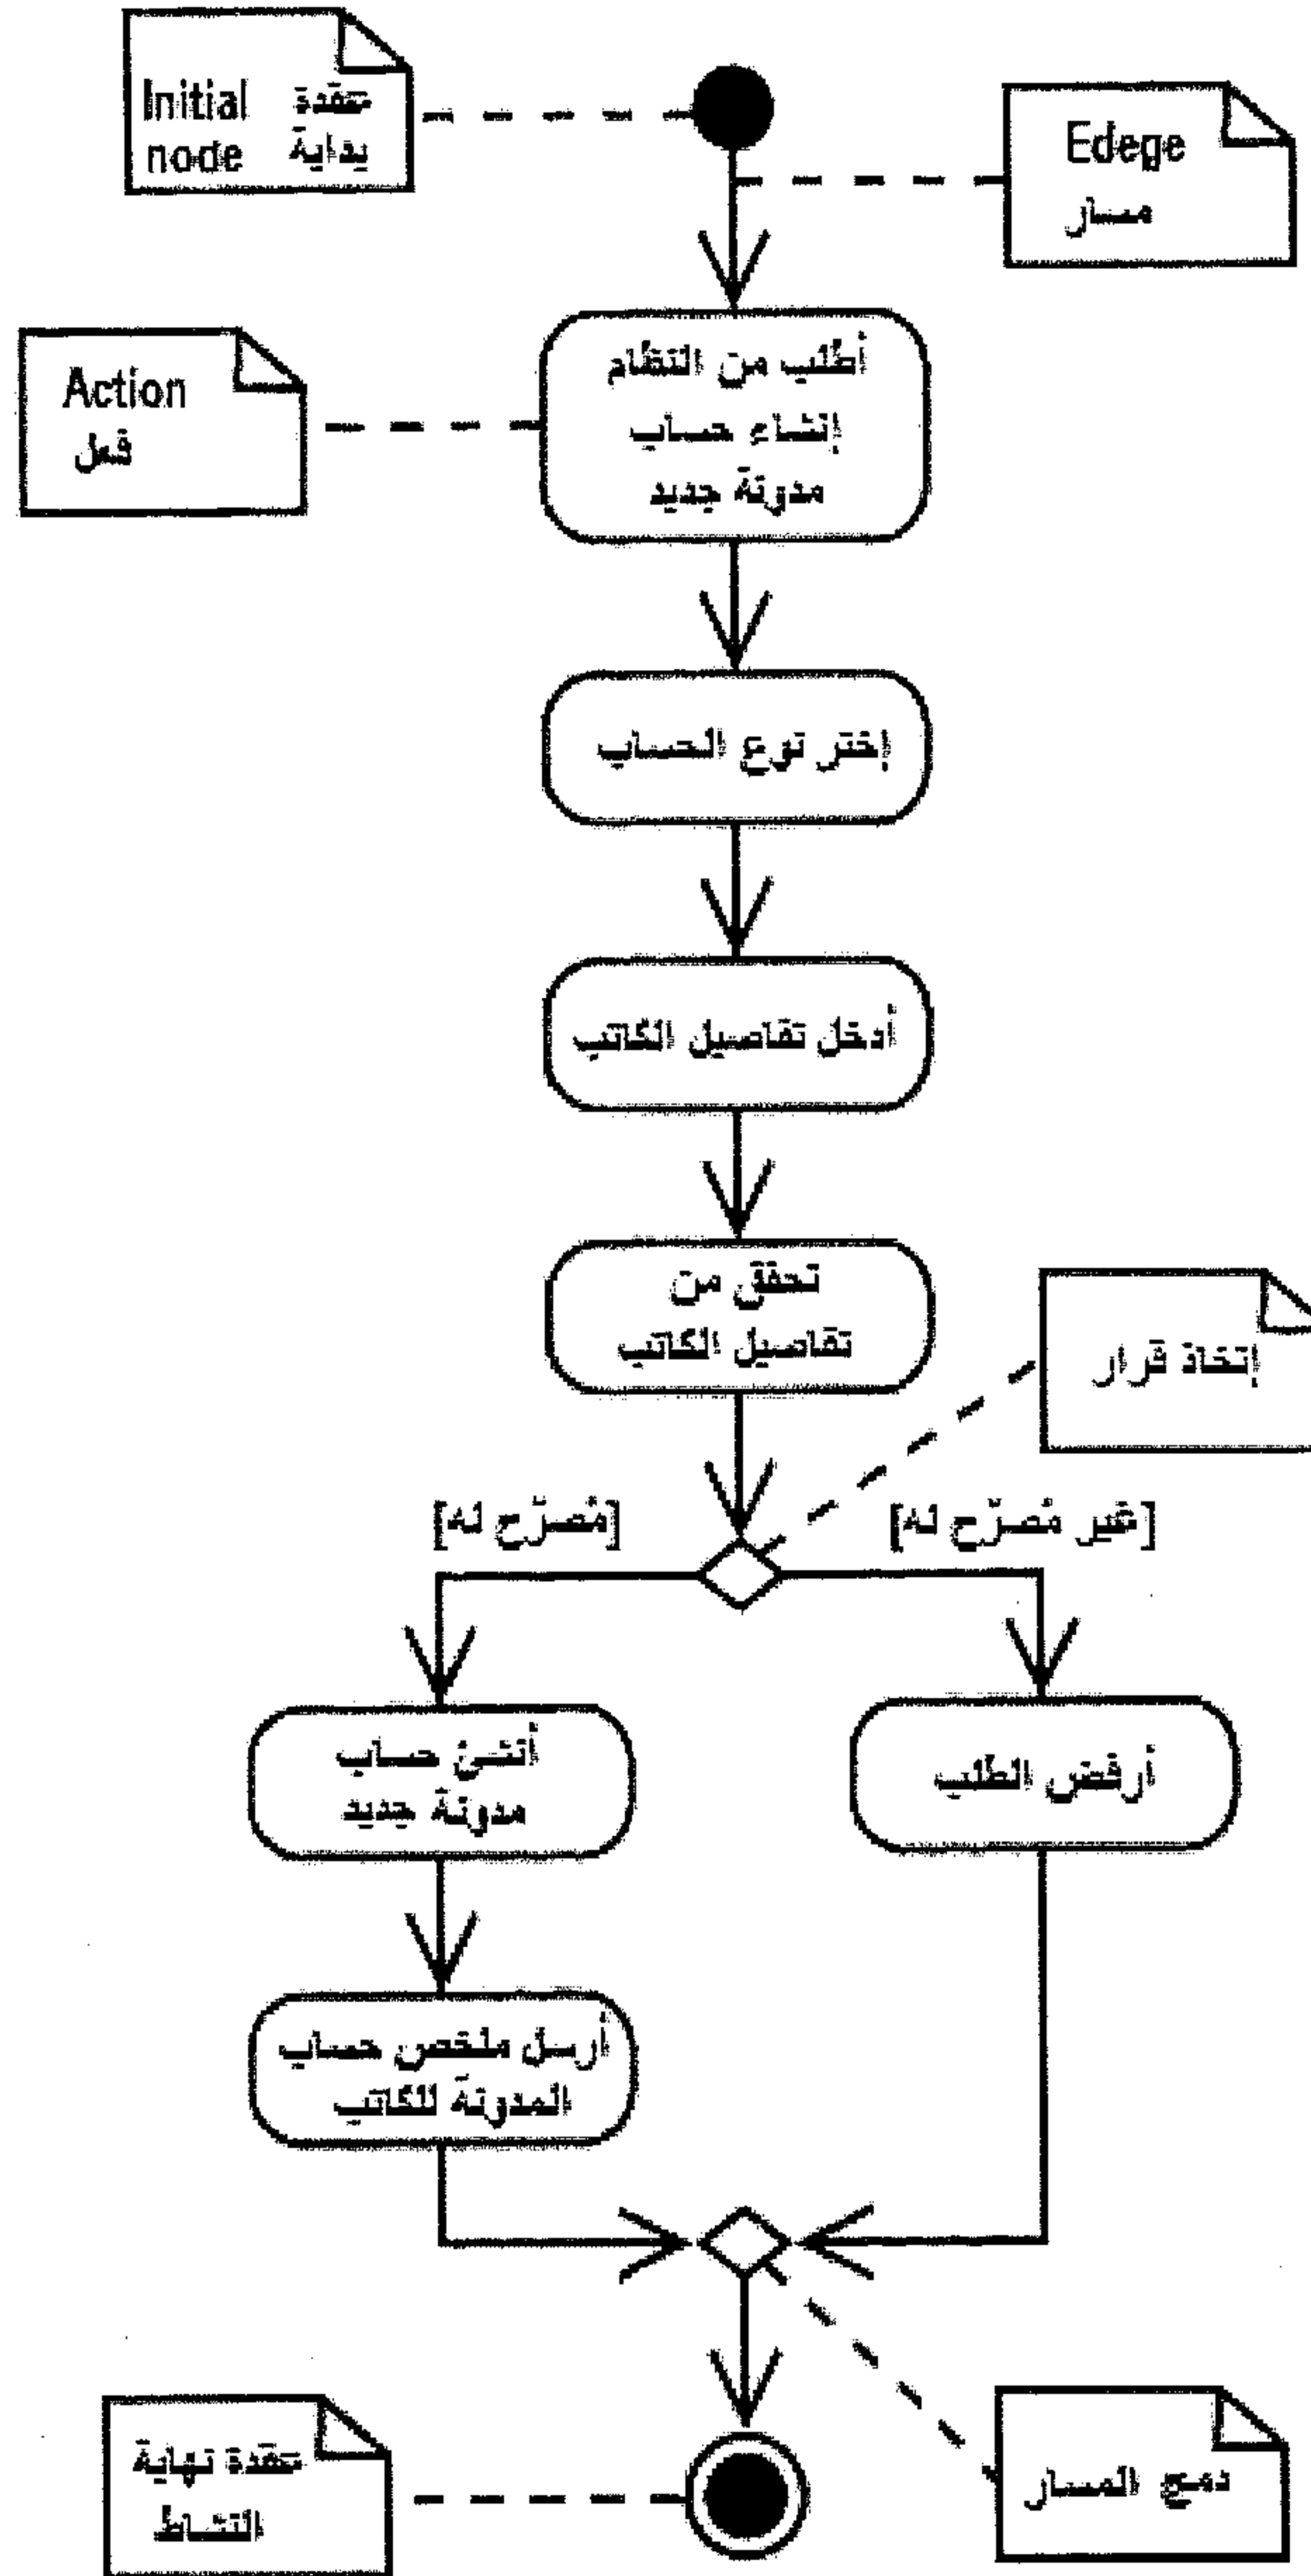 Initial عقدة
node بداية
Edege
مسار
Action
فعل
أطلب من النظام
إنشاء حساب
مدونة جديد
إختر نوع الحساب
أدخل تفاصيل الكاتب
تحقق من
تفاصيل الكاتب
إتخاذ قرار
[مُصرّح له]
[غير مُصرّح له]
أنشئ حساب
مدونة جديد
أرفض الطلب
أرسل ملخص حساب
المدونة للكاتب
عقدة نهاية
النشاط
دمج المسار